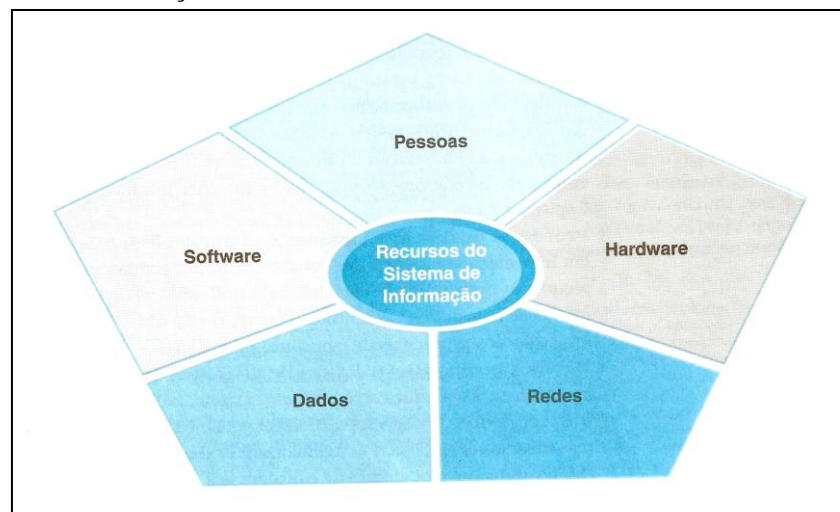 Pessoas
Software
Recursos do
Sistema de
Informação
Hardware
Dados
Redes